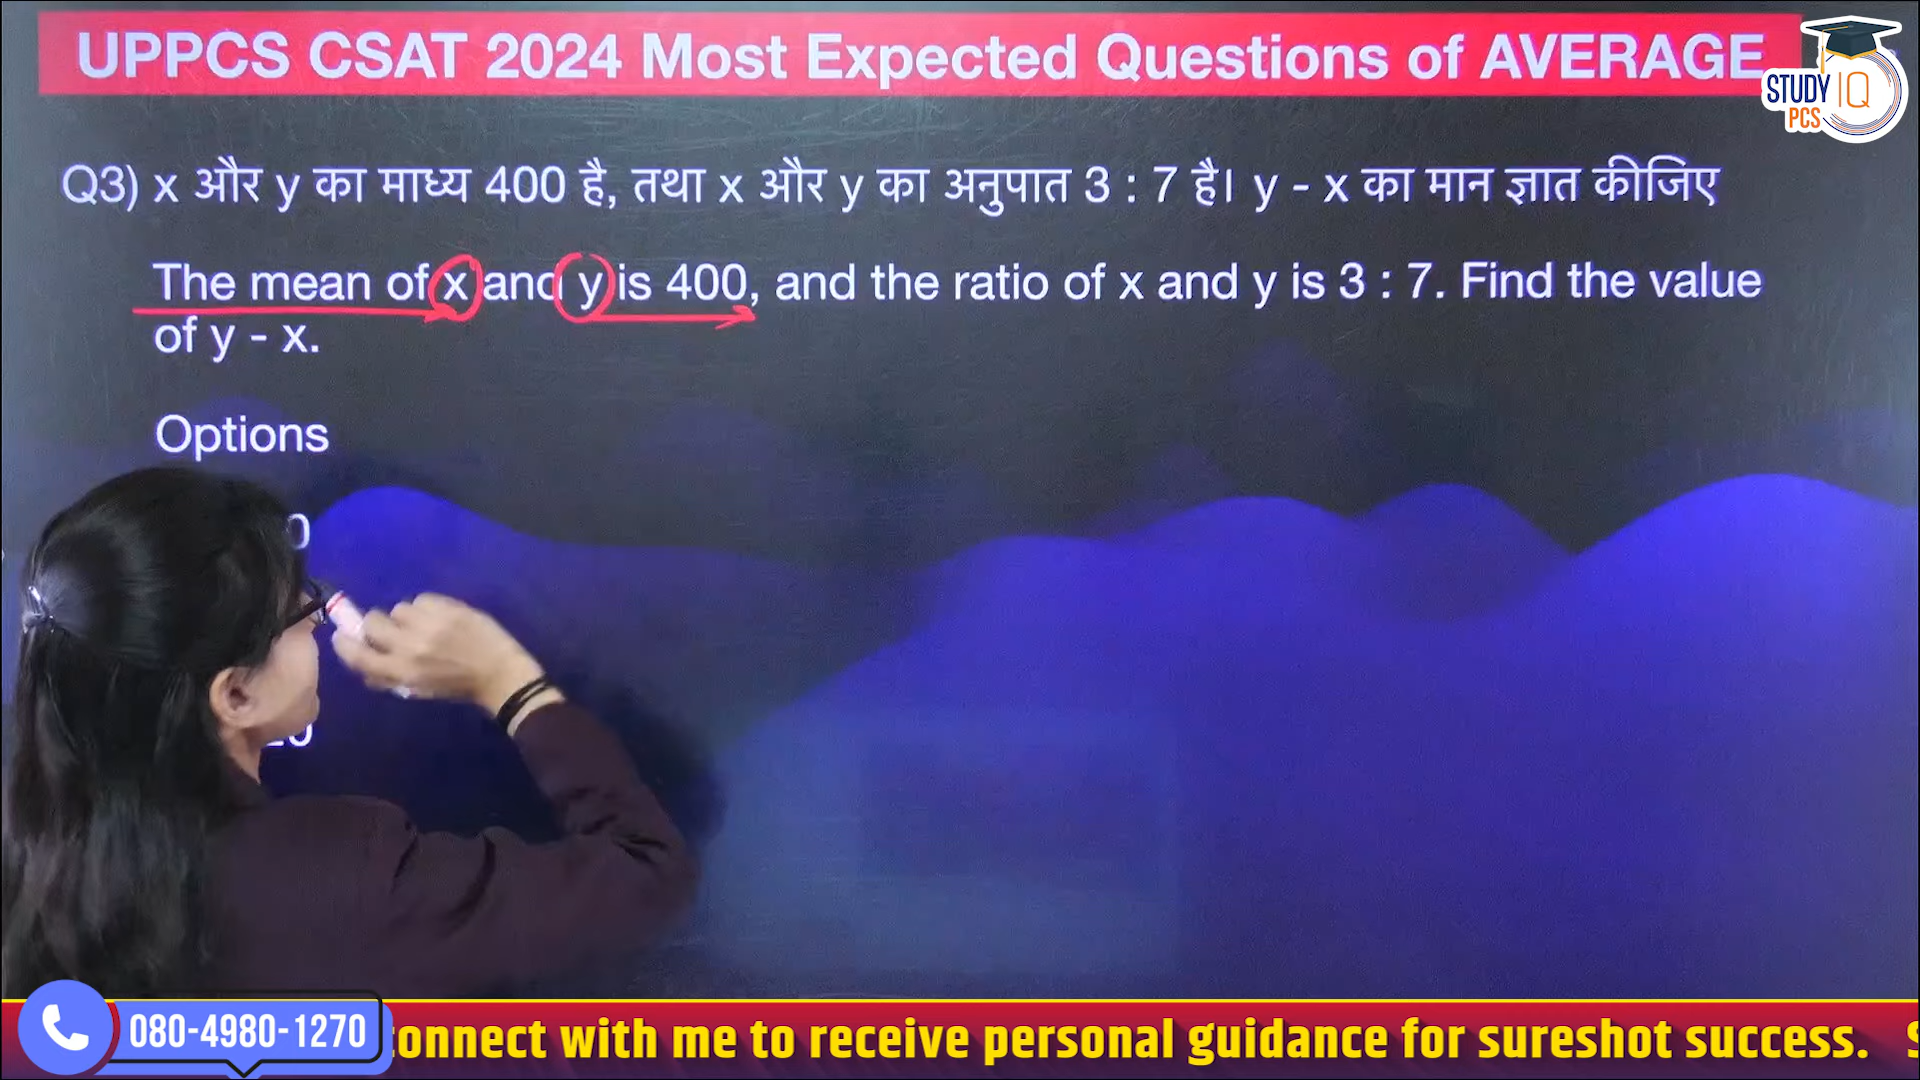 UPPCS CSAT 2024 Most Expected Questions of AVERAGE
STUDY IQ
PCS
Q3) x और y का माध्य 400 है, तथा x और y का अनुपात 3 : 7 है। y - x का मान ज्ञात कीजिए
The mean of x and y is 400, and the ratio of x and y is 3 : 7. Find the value
of y - x.
Options
080-4980-1270
connect with me to receive personal guidance for sureshot success.